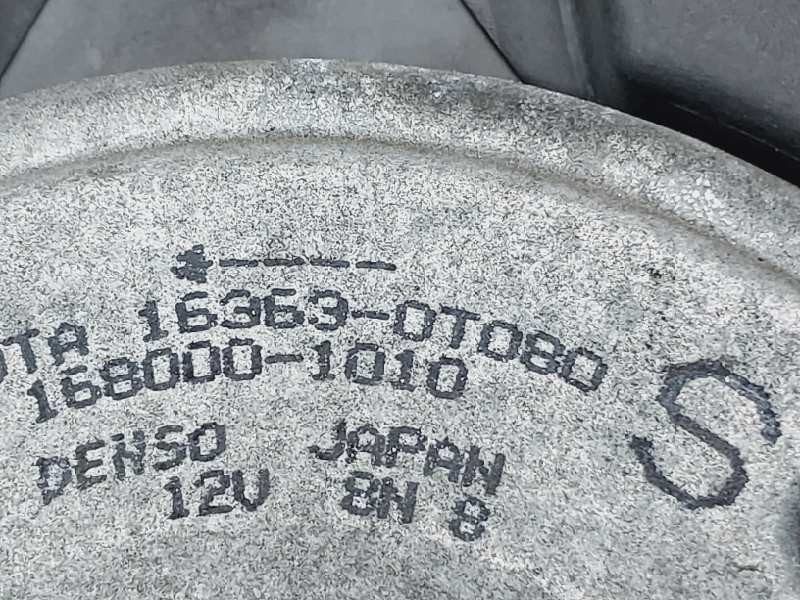 OTA 16363-0T080
168000-1010
S
DENSO JAPAN
12V 8N 8